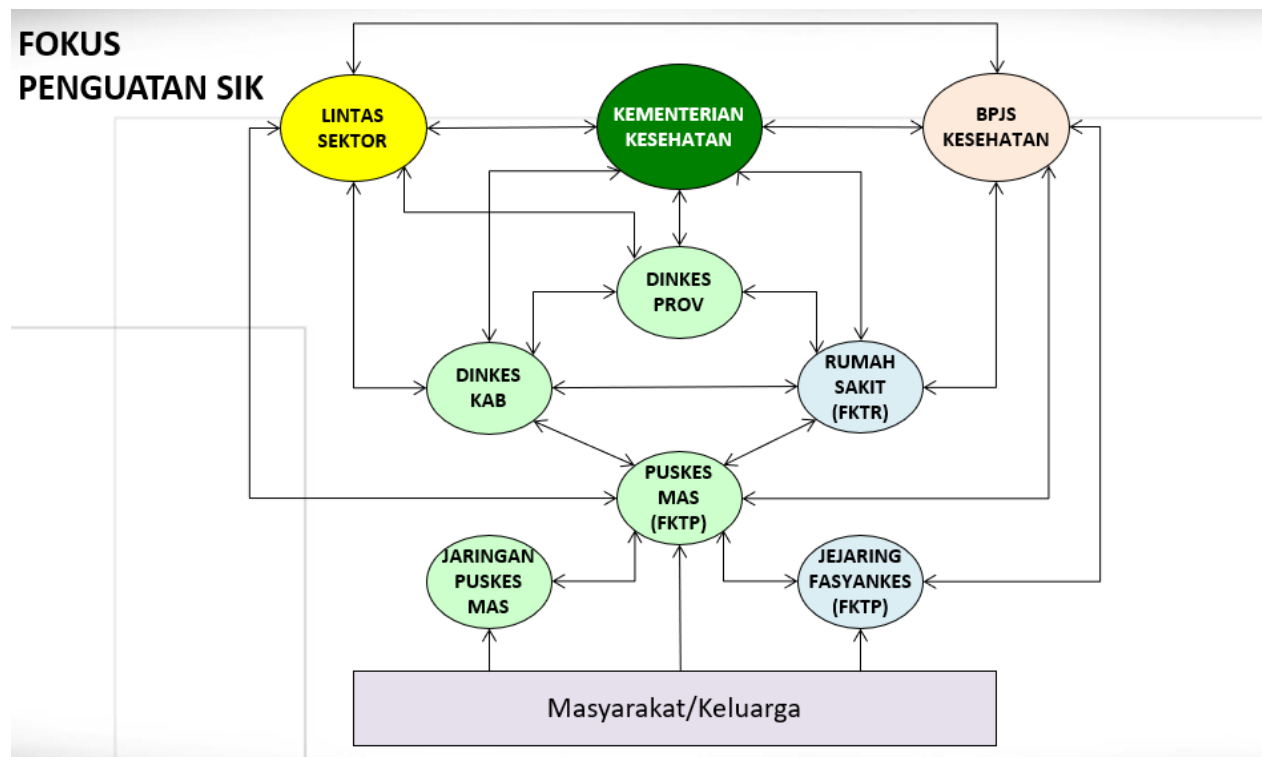 FOKUS
PENGUATAN SIK
LINTAS
SEKTOR
KEMENTERIAN
KESEHATAN
BPJS
KESEHATAN
DINKES
PROV
DINKES
KAB
RUMAH
SAKIT
(FKTR)
PUSKES
MAS
(FKTP)
JARINGAN
PUSKES
MAS
JEJARING
FASYANKES
(FKTP)
Masyarakat/Keluarga